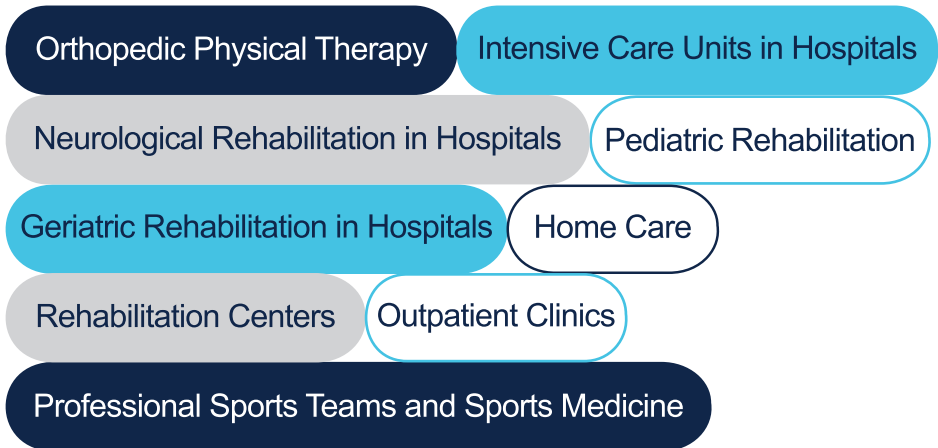 Orthopedic Physical Therapy
Intensive Care Units in Hospitals
Neurological Rehabilitation in Hospitals
Pediatric Rehabilitation
Geriatric Rehabilitation in Hospitals
Home Care
Rehabilitation Centers
Outpatient Clinics
Professional Sports Teams and Sports Medicine